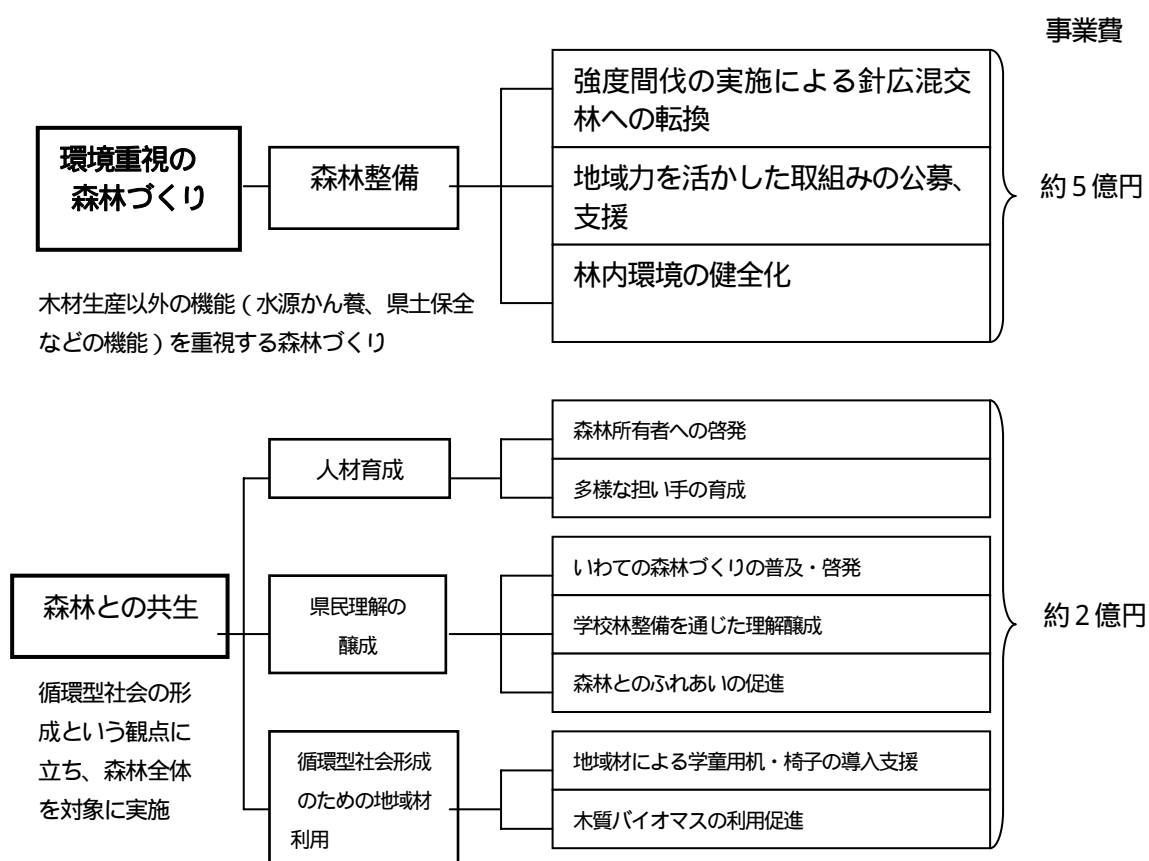 事業費
環境重視の
森林づくり
森林整備
強度間伐の実施による針広混交
林への転換
地域力を活かした取組みの公募、
支援
林内環境の健全化
約5億円
木材生産以外の機能(水源かん養、県土保全
などの機能)を重視する森林づくり
森林との共生
循環型社会の形
成という観点に
立ち、森林全体
を対象に実施
人材育成
森林所有者への啓発
多様な担い手の育成
県民理解の
醸成
いわての森林づくりの普及・啓発
学校林整備を通じた理解醸成
森林とのふれあいの促進
循環型社会形成
のための地域材
利用
地域材による学童用机・椅子の導入支援
木質バイオマスの利用促進
約2億円